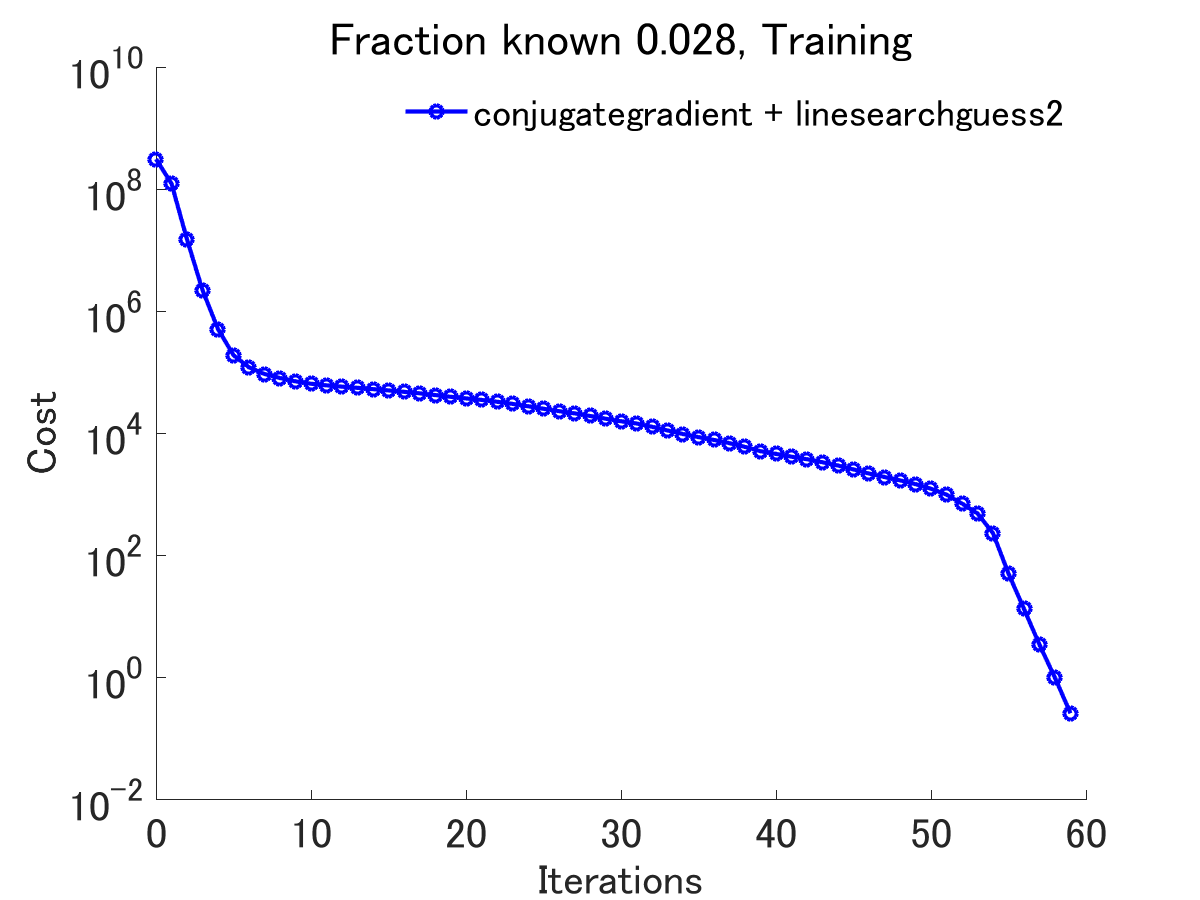 Fraction known 0.028, Training
conjugategradient + linesearchguess2
10^10
10^8
10^6
10^4
10^2
10^0
10^-2
Cost
0 10 20 30 40 50 60
Iterations